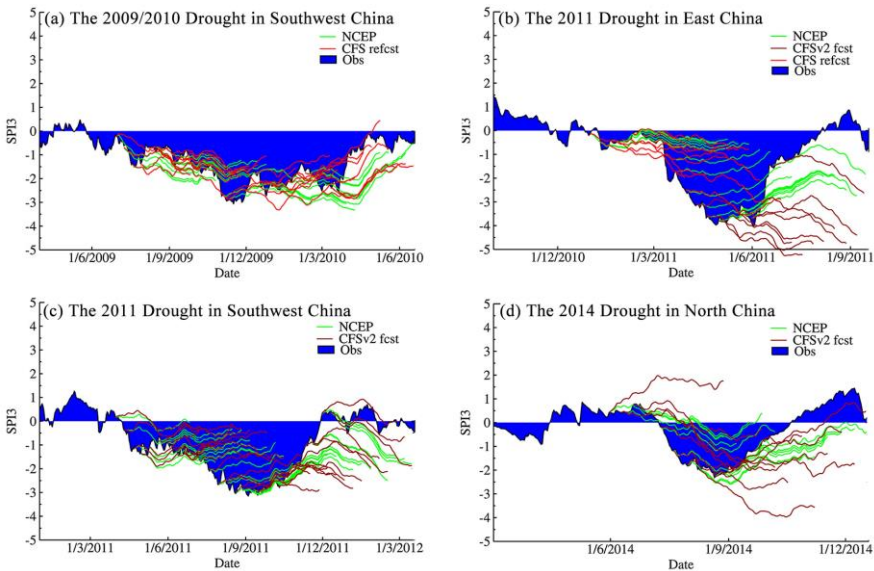 (a) The 2009/2010 Drought in Southwest China
NCEP
CFS refcst
Obs
5
4
3
2
1
0
-1
-2
-3
-4
-5
SPI3
1/6/2009 1/9/2009 1/12/2009 1/3/2010 1/6/2010
Date
(b) The 2011 Drought in East China
NCEP
CFSv2 fcst
CFS refcst
Obs
5
4
3
2
1
0
-1
-2
-3
-4
-5
SPI3
1/12/2010 1/3/2011 1/6/2011 1/9/2011
Date
(c) The 2011 Drought in Southwest China
NCEP
CFSv2 fcst
Obs
5
4
3
2
1
0
-1
-2
-3
-4
-5
SPI3
1/3/2011 1/6/2011 1/9/2011 1/12/2011 1/3/2012
Date
(d) The 2014 Drought in North China
NCEP
CFSv2 fcst
Obs
5
4
3
2
1
0
-1
-2
-3
-4
-5
SPI3
1/6/2014 1/9/2014 1/12/2014
Date